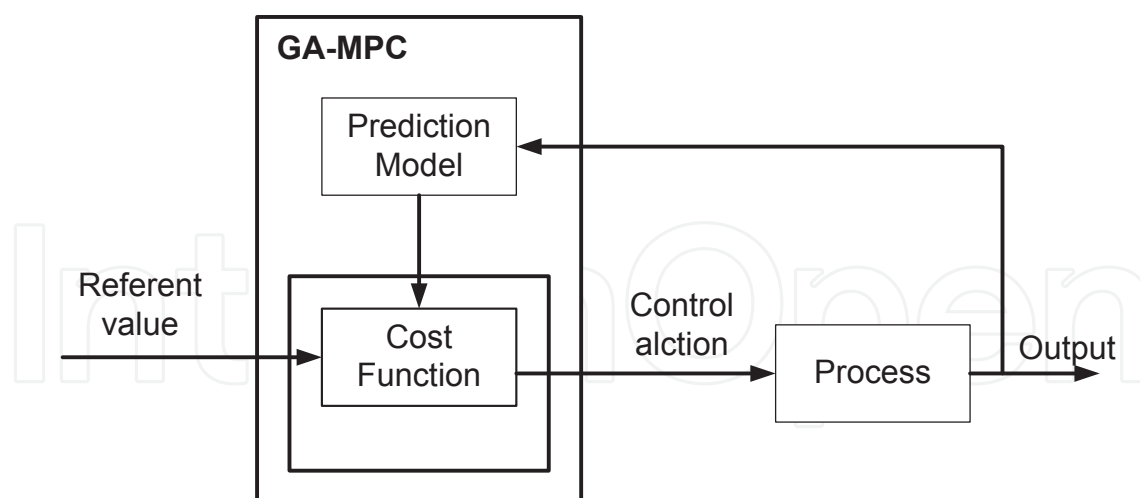 GA-MPC
Prediction
Model
Referent
value
Cost
Function
Control
alction
Process
Output